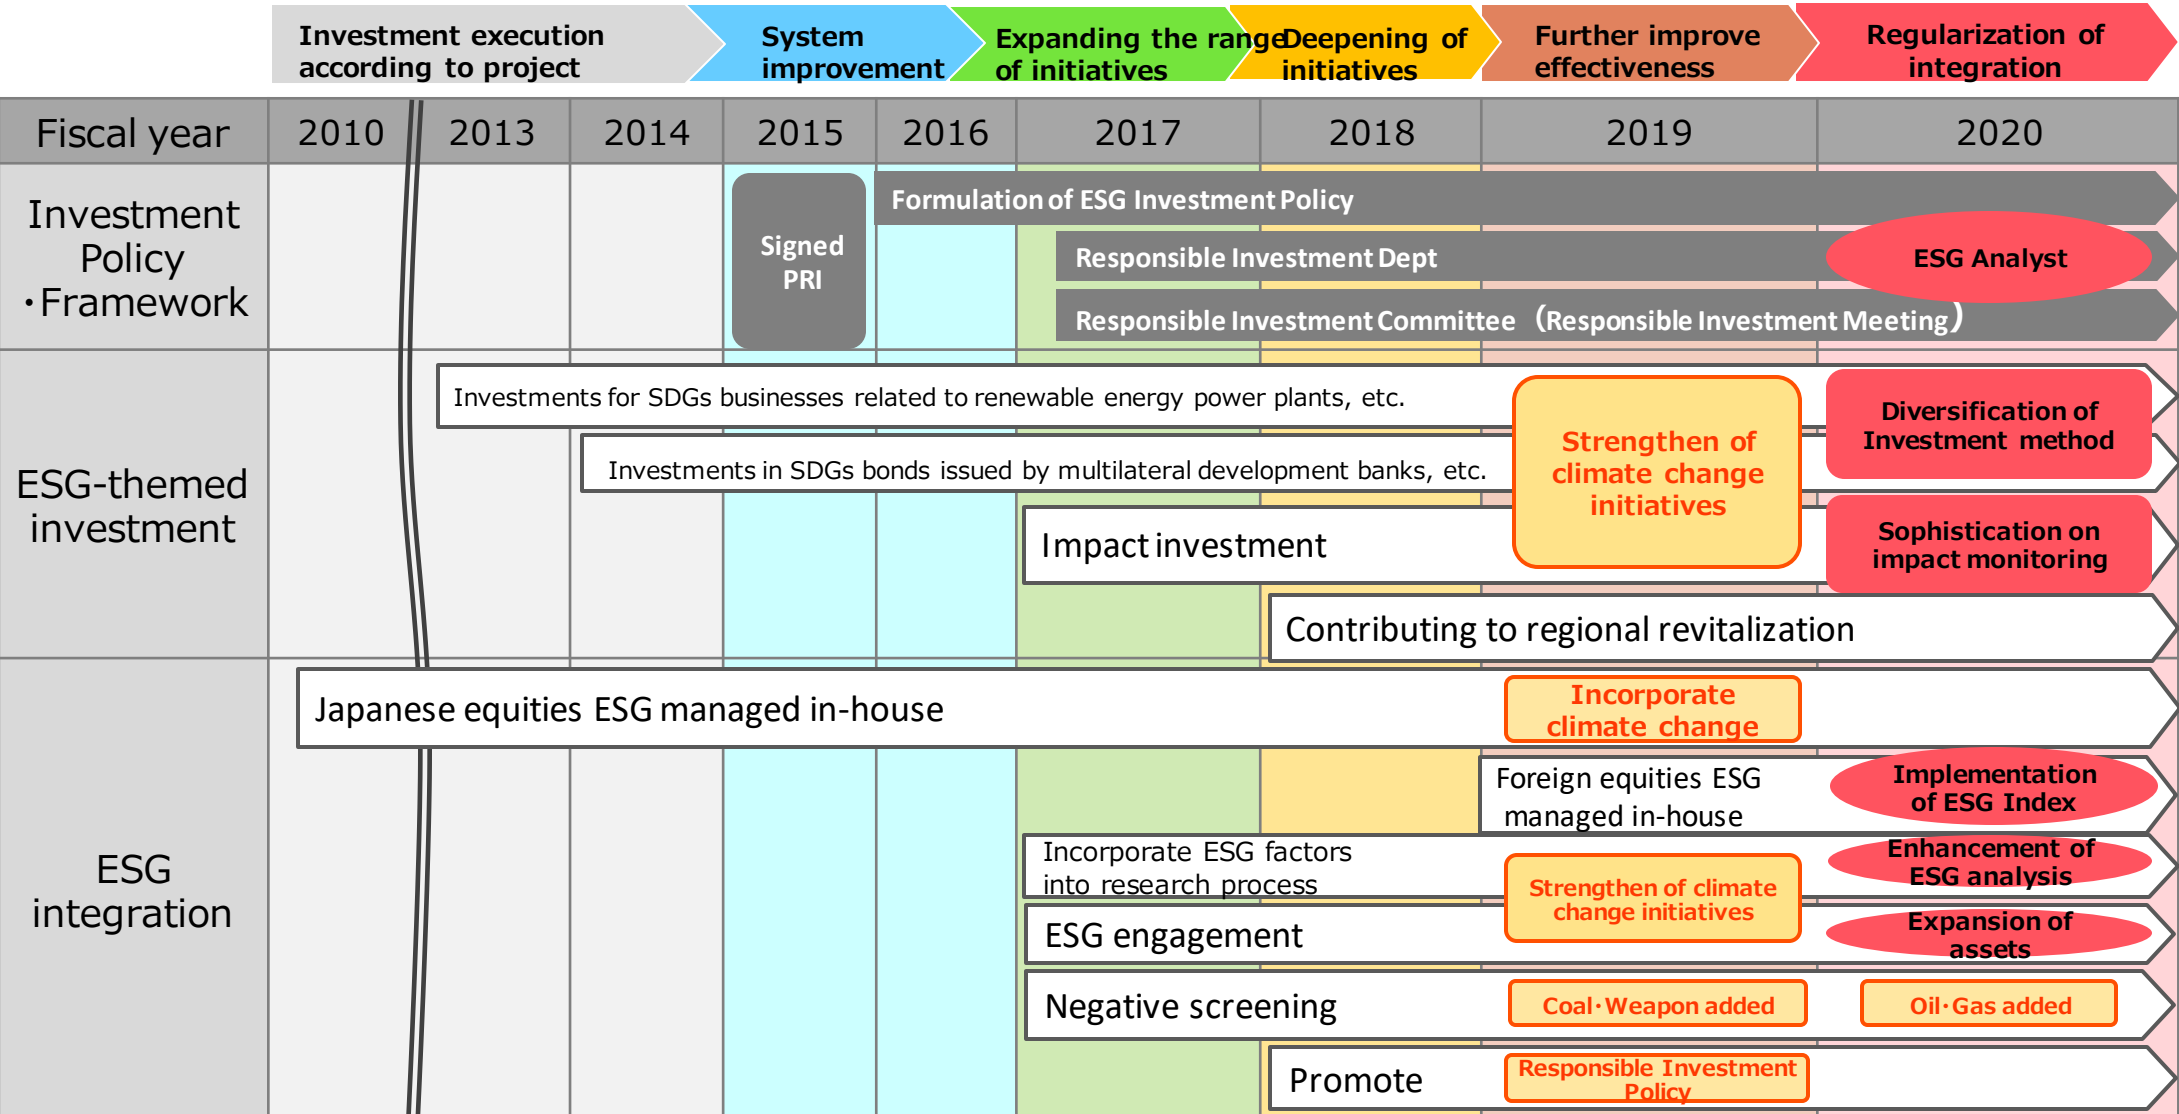 Investment execution
according to project
System
improvement
Expanding the range
of initiatives
Deepening of
initiatives
Further improve
effectiveness
Regularization of
integration
Fiscal year
2010
2013
2014
2015
2016
2017
2018
2019
2020
Investment
Policy
・Framework
Signed
PRI
Formulation of ESG Investment Policy
Responsible Investment Dept
ESG Analyst
Responsible Investment Committee（Responsible Investment Meeting）
ESG-themed
investment
Investments for SDGs businesses related to renewable energy power plants, etc.
Investments in SDGs bonds issued by multilateral development banks, etc.
Strengthen of
climate change
initiatives
Diversification of
Investment method
Impact investment
Sophistication on
impact monitoring
Contributing to regional revitalization
ESG
integration
Japanese equities ESG managed in-house
Incorporate
climate change
Foreign equities ESG
managed in-house
Implementation
of ESG Index
Incorporate ESG factors
into research process
Strengthen of climate
change initiatives
Enhancement of
ESG analysis
ESG engagement
Expansion of
assets
Negative screening
Coal・Weapon added
Oil・Gas added
Promote
Responsible Investment
Policy